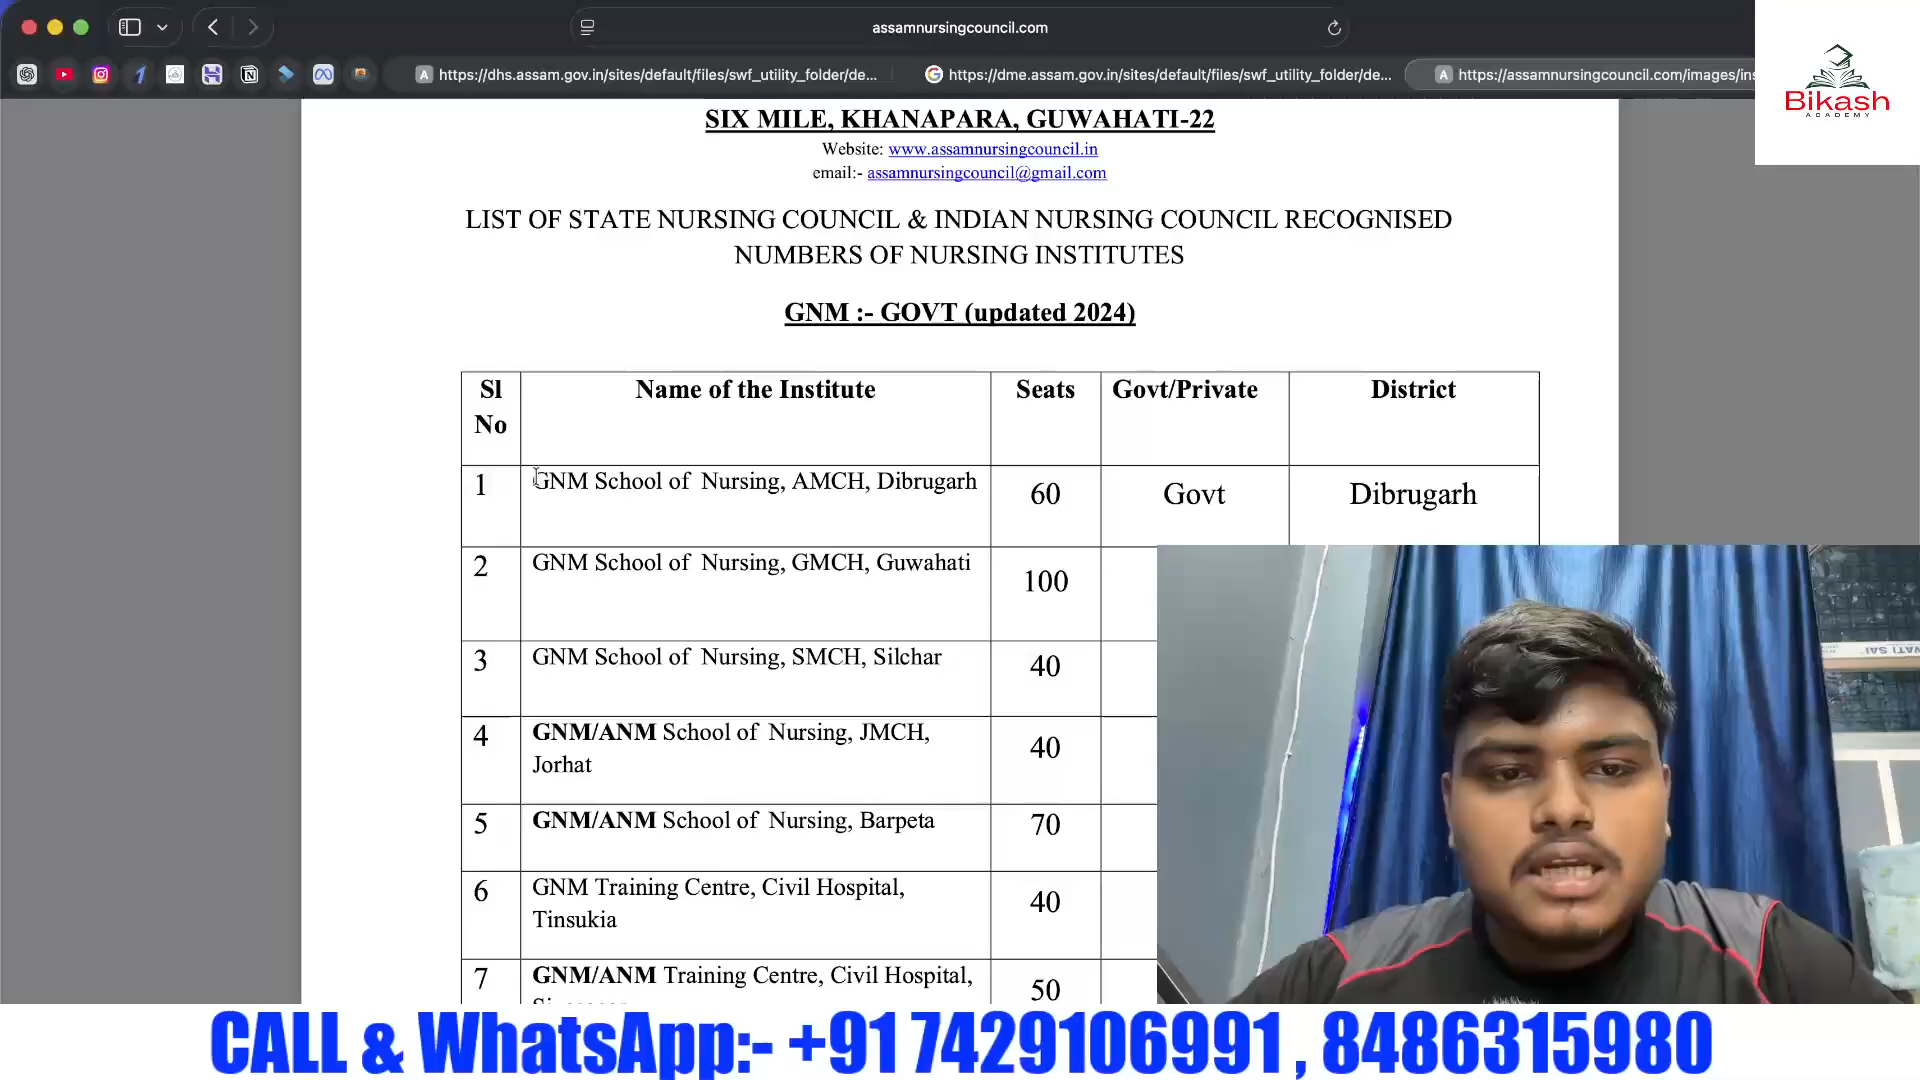 assamnursingcouncil.com
https://dhs.assam.gov.in/sites/default/files/swf_utility_folder/de...
https://dme.assam.gov.in/sites/default/files/swf_utility_folder/de...
https://assamnursingcouncil.com/images/ins
Bikash
ACADEMY
SIX MILE, KHANAPARA, GUWAHATI-22
Website: www.assamnursingcouncil.in
email:- assamnursingcouncil@gmail.com
LIST OF STATE NURSING COUNCIL & INDIAN NURSING COUNCIL RECOGNISED
NUMBERS OF NURSING INSTITUTES
GNM :- GOVT (updated 2024)
Sl No Name of the Institute Seats Govt/Private District
1 GNM School of Nursing, AMCH, Dibrugarh 60 Govt Dibrugarh
2 GNM School of Nursing, GMCH, Guwahati 100
3 GNM School of Nursing, SMCH, Silchar 40
4 GNM/ANM School of Nursing, JMCH, Jorhat 40
5 GNM/ANM School of Nursing, Barpeta 70
6 GNM Training Centre, Civil Hospital, Tinsukia 40
7 GNM/ANM Training Centre, Civil Hospital, 50
CALL & WhatsApp:- +91 7429106991 , 8486315980